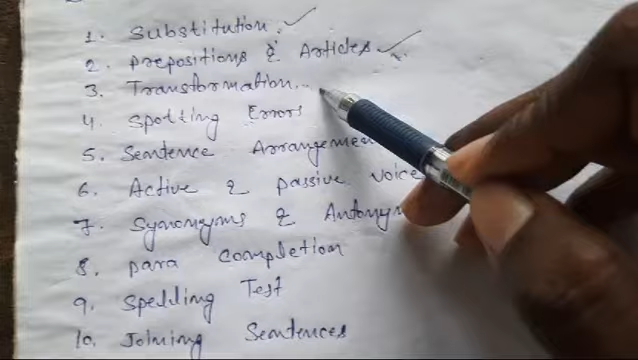 1. Substitution.
2. Prepositions & Articles
3. Transformation..
4. Spotting Errors
5. Sentence Arrangement
6. Active & passive voice
7. Synonyms & Antonym
8. para completion
9. Spelling Test
10. Joining Sentences